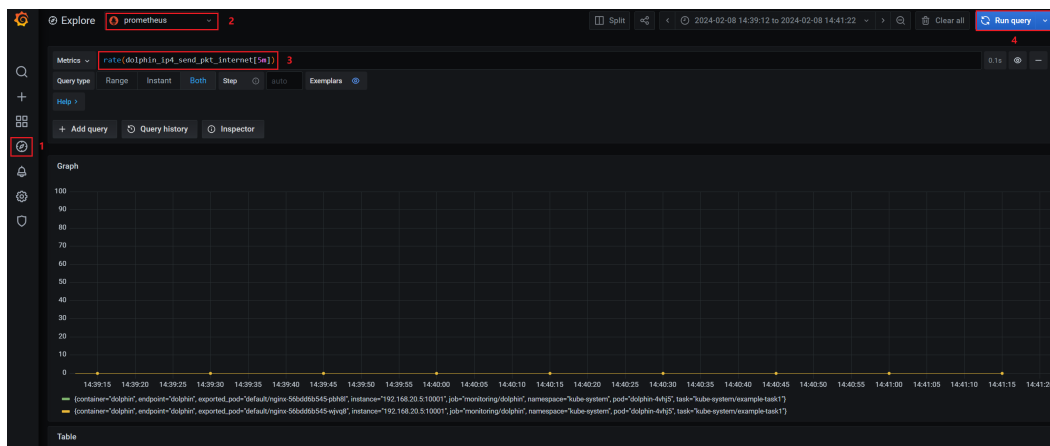 Explore prometheus 2 Split 2024-02-08 14:39:12 to 2024-02-08 14:41:22 Clear all Run query
4
Metrics rate(dolphin_ip4_send_pkt_internet[5m]) 3 0.1s
Query type Range Instant Both Step auto Exemplars
Help >
+ Add query Query history Inspector
1
Graph
100
90
80
70
60
50
40
30
20
10
0
14:39:15 14:39:20 14:39:25 14:39:30 14:39:35 14:39:40 14:39:45 14:39:50 14:39:55 14:40:00 14:40:05 14:40:10 14:40:15 14:40:20 14:40:25 14:40:30 14:40:35 14:40:40 14:40:45 14:40:50 14:40:55 14:41:00 14:41:05 14:41:10 14:41:15 14:41:2
{container="dolphin", endpoint="dolphin", exported_pod="default/nginx-56bdd6b545-pbh8l", instance="192.168.20.5:10001", job="monitoring/dolphin", namespace="kube-system", pod="dolphin-4vhj5", task="kube-system/example-task1"}
{container="dolphin", endpoint="dolphin", exported_pod="default/nginx-56bdd6b545-wjvq8", instance="192.168.20.5:10001", job="monitoring/dolphin", namespace="kube-system", pod="dolphin-4vhj5", task="kube-system/example-task1"}
Table